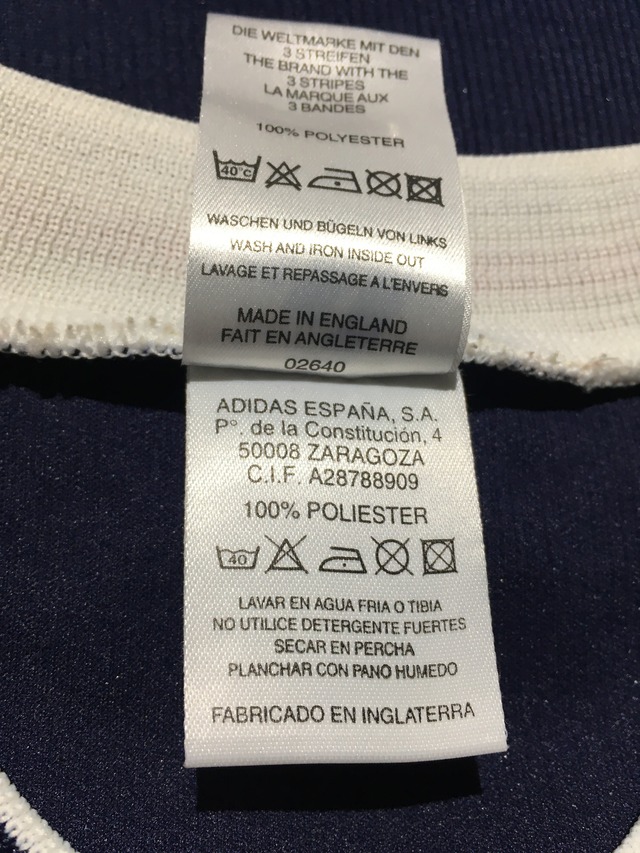 DIE WELTMARKE MIT DEN
3 STREIFEN
THE BRAND WITH THE
3 STRIPES
LA MARQUE AUX
3 BANDES
100% POLYESTER
40°C
WASCHEN UND BÜGELN VON LINKS
WASH AND IRON INSIDE OUT
LAVAGE ET REPASSAGE A L'ENVERS
MADE IN ENGLAND
FAIT EN ANGLETERRE
02640
ADIDAS ESPAÑA, S.A.
Pº. de la Constitución, 4
50008 ZARAGOZA
C.I.F. A28788909
100% POLIESTER
40
LAVAR EN AGUA FRIA O TIBIA
NO UTILICE DETERGENTE FUERTES
SECAR EN PERCHA
PLANCHAR CON PANO HUMEDO
FABRICADO EN INGLATERRA